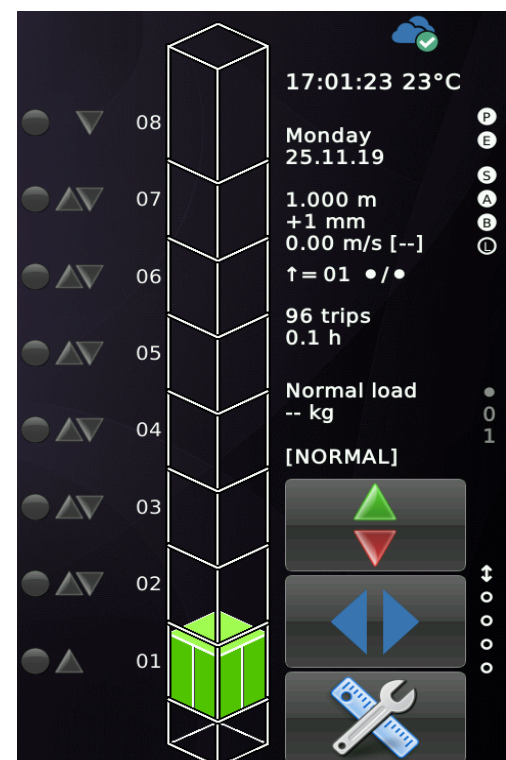 17:01:23 23°C
P
08
Monday
E
25.11.19
S
07
1.000 m
A
+1 mm
B
0.00 m/s [--]
L
06
↑=01 •/•
96 trips
0.1 h
05
Normal load
-- kg
0
04
1
[NORMAL]
03
02
01